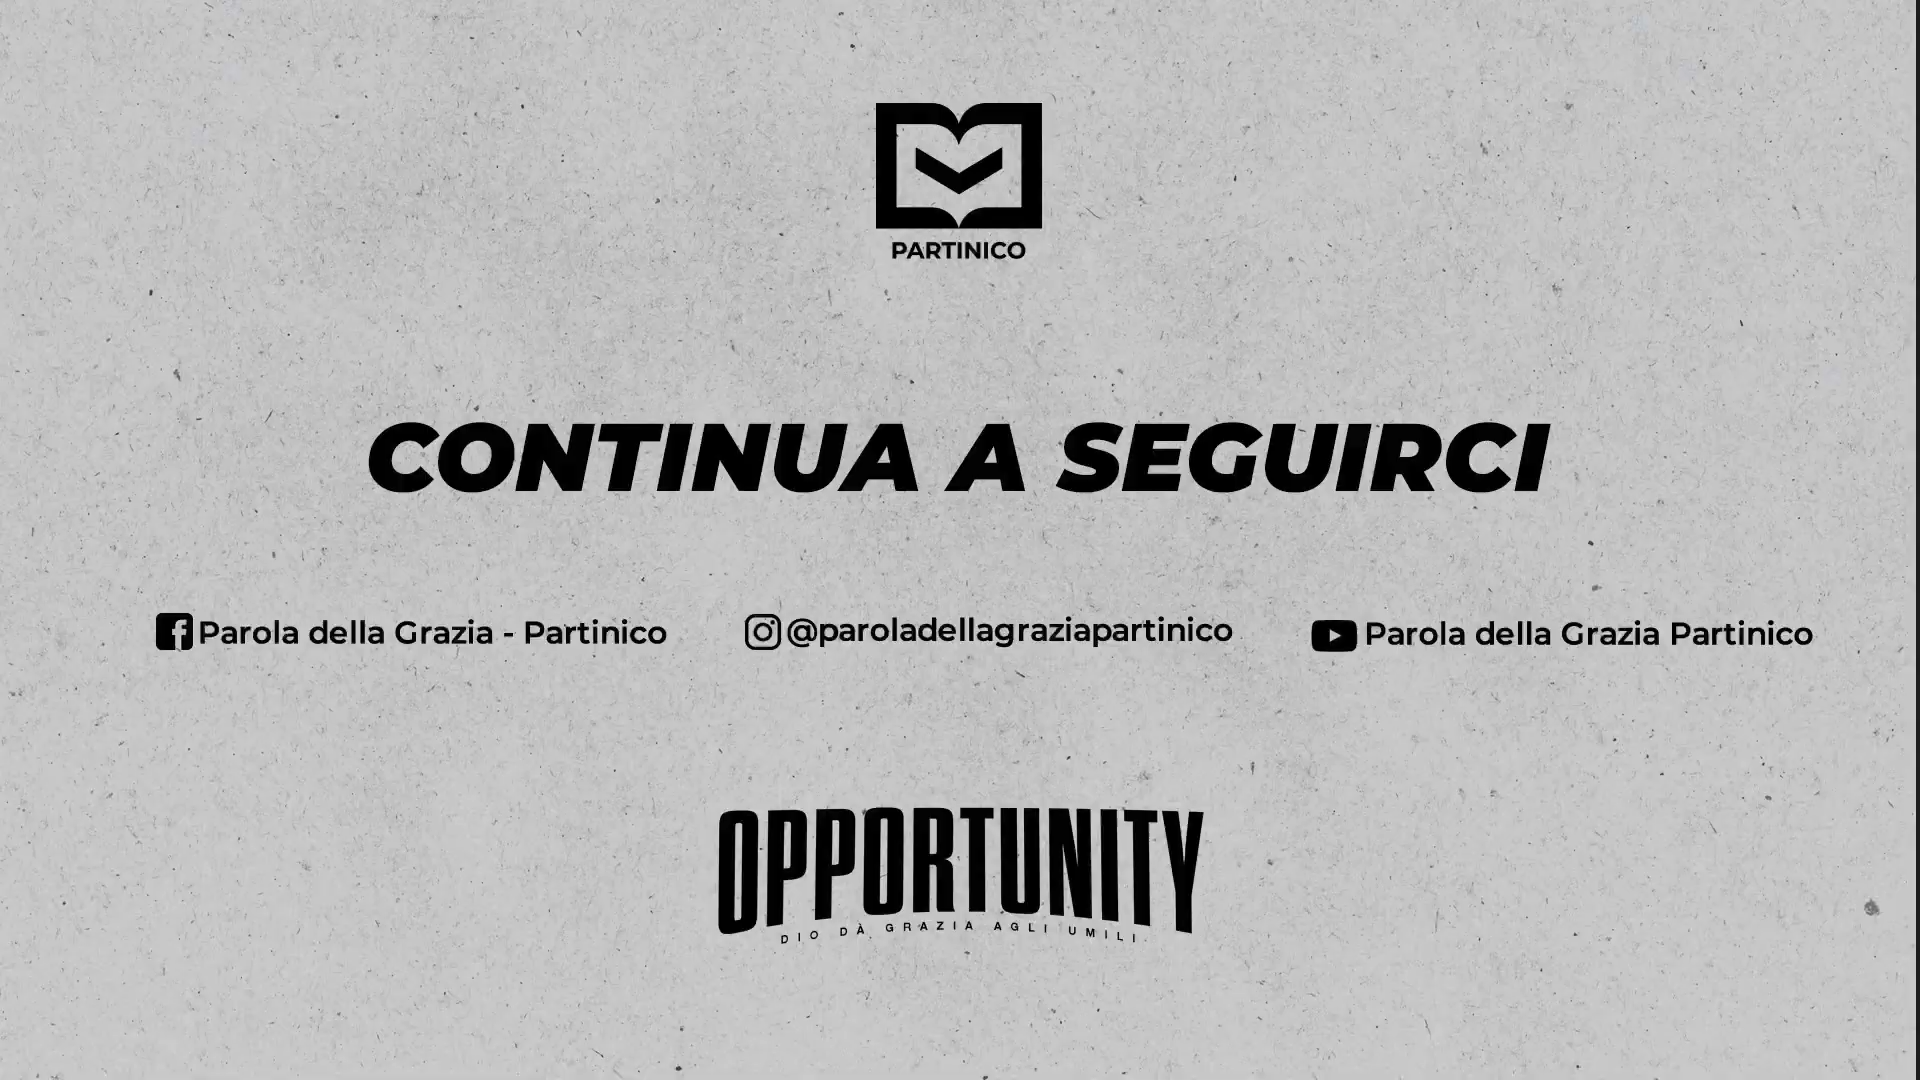 PARTINICO
CONTINUA A SEGUIRCI
Parola della Grazia - Partinico
@paroladellagraziapartinico
Parola della Grazia Partinico
OPPORTUNITY
DIO DÀ GRAZIA AGLI UMILI